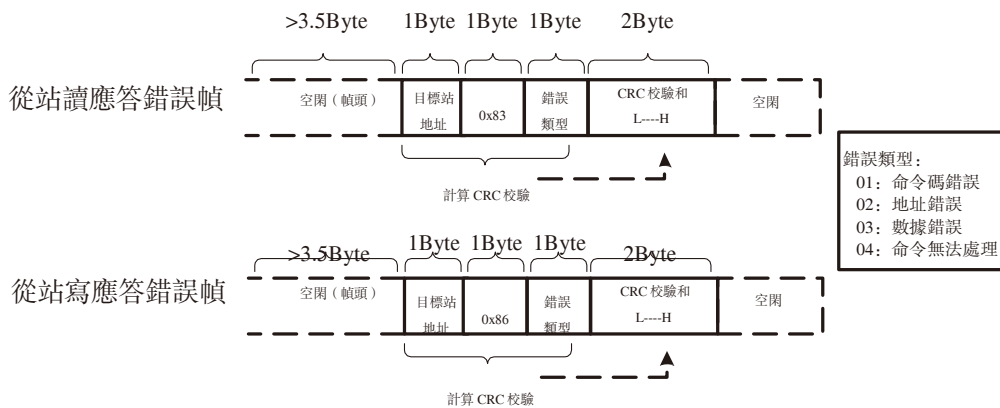 >3.5Byte 1Byte 1Byte 1Byte 2Byte
從站讀應答錯誤幀
空閑（幀頭）
目標站
地址
0x83
錯誤
類型
CRC 校驗和
L----H
空閑
計算 CRC 校驗
錯誤類型：
01：命令碼錯誤
02：地址錯誤
03：數據錯誤
04：命令無法處理
>3.5Byte 1Byte 1Byte 1Byte 2Byte
從站寫應答錯誤幀
空閑（幀頭）
目標站
地址
0x86
錯誤
類型
CRC 校驗和
L----H
空閑
計算 CRC 校驗